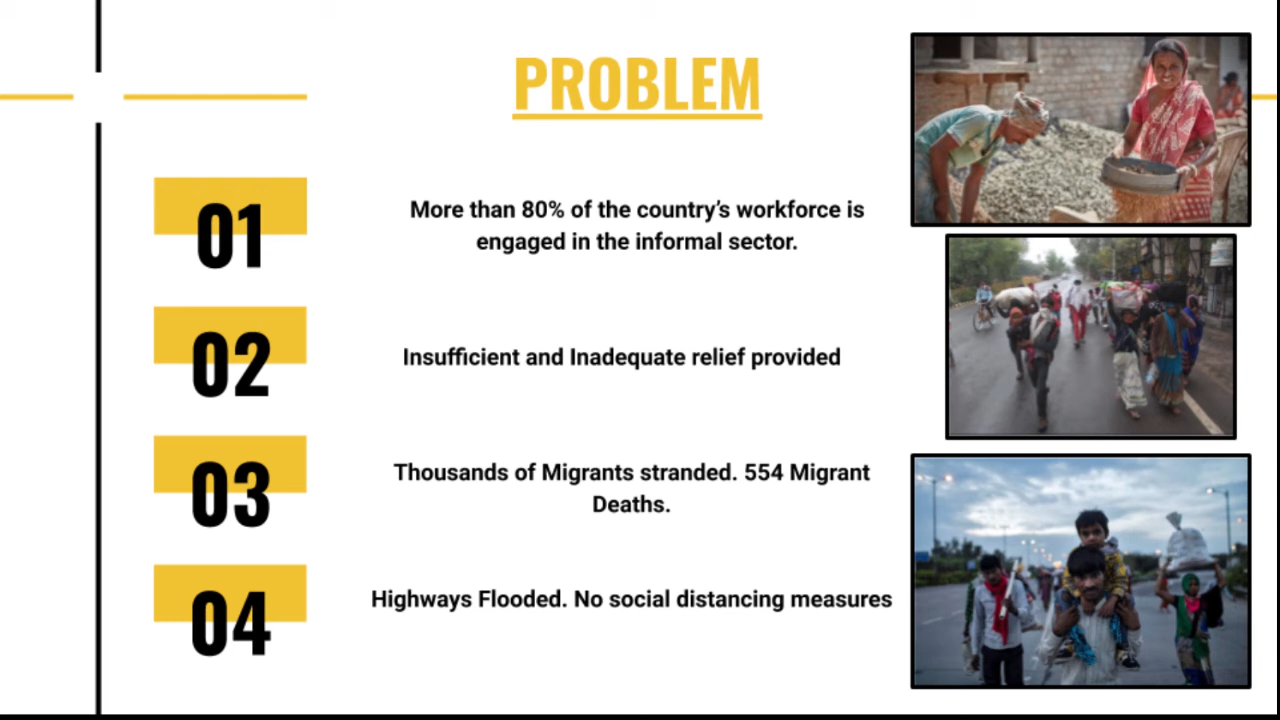 PROBLEM
01
More than 80% of the country’s workforce is
engaged in the informal sector.
02
Insufficient and Inadequate relief provided
03
Thousands of Migrants stranded. 554 Migrant
Deaths.
04
Highways Flooded. No social distancing measures